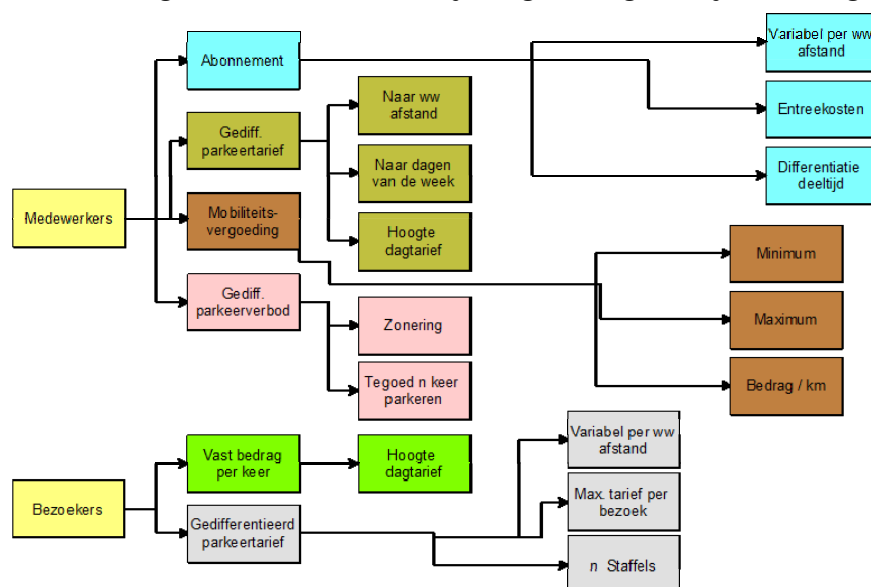 Variabel per ww
afstand
Abonnement
Naar ww
afstand
Entreekosten
Gediff.
parkeertarief
Naar dagen
van de week
Differentiatie
deeltijd
Medewerkers
Mobiliteits-
vergoeding
Hoogte
dagtarief
Minimum
Gediff.
parkeerverbod
Zonering
Maximum
Tegoed n keer
parkeren
Bedrag / km
Vast bedrag
per keer
Hoogte
dagtarief
Variabel per ww
afstand
Bezoekers
Max. tarief per
bezoek
Gedifferentieerd
parkeertarief
n Staffels